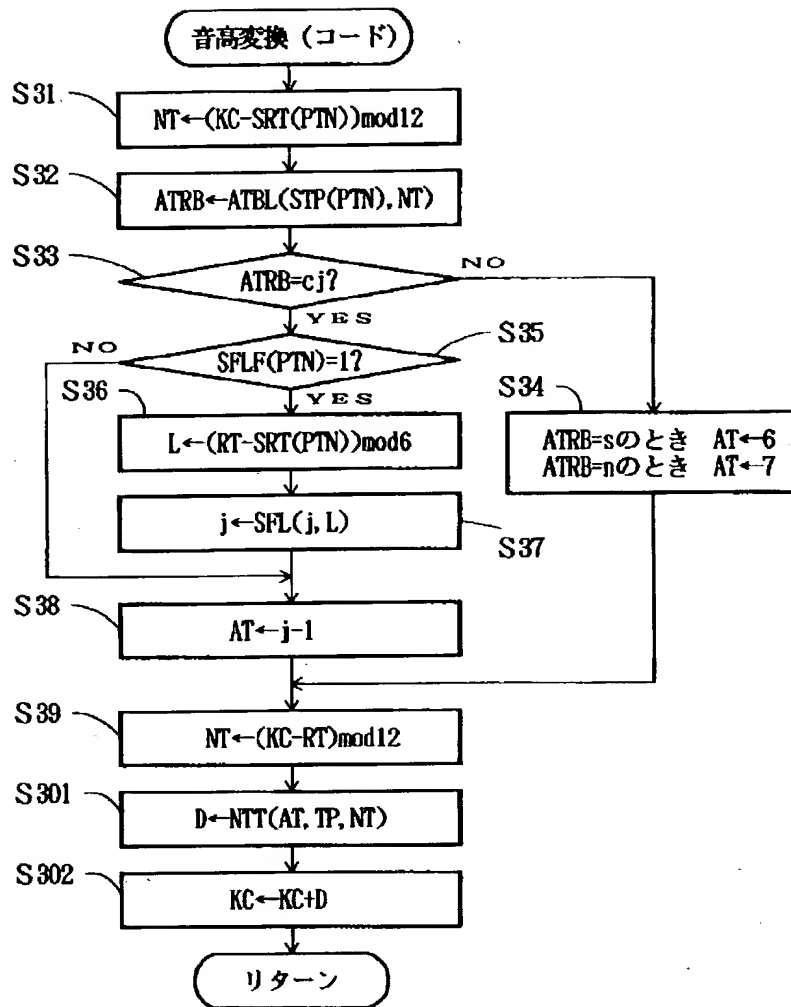 音高変換（コード）
S31
NT←(KC-SRT(PTN))mod12
S32
ATRB←ATBL(STP(PTN),NT)
S33
ATRB=cj?
NO
YES
S35
NO
SFLF(PTN)=1?
S36
YES
S34
L←(RT-SRT(PTN))mod6
ATRB=sのとき AT←6
ATRB=nのとき AT←7
j←SFL(j,L)
S37
S38
AT←j-1
S39
NT←(KC-RT)mod12
S301
D←NTT(AT,TP,NT)
S302
KC←KC+D
リターン